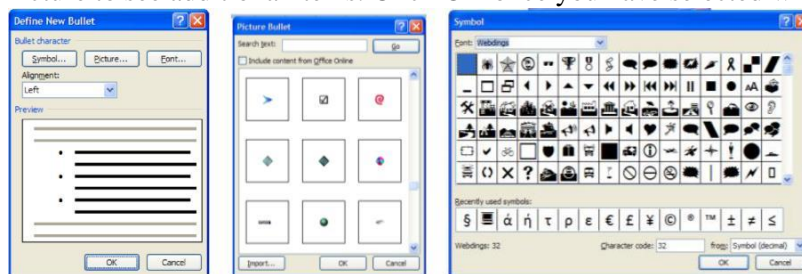 Define New Bullet
Bullet character
Symbol...
Picture...
Font...
Alignment:
Left
Preview
OK
Cancel
Picture Bullet
Search text:
Go
Include content from Office Online
Import...
OK
Cancel
Symbol
Font: Webdings
Recently used symbols:
§ ά ή τ ρ ε € £ ¥ © ® ™ ± ≠ ≤
Webdings: 32
Character code: 32
from: Symbol (decimal)
OK
Cancel